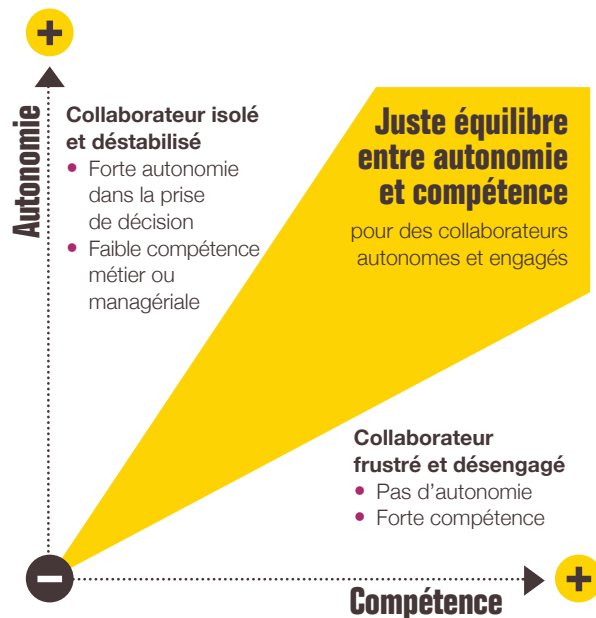 +
Autonomie
Collaborateur isolé
et déstabilisé
• Forte autonomie
dans la prise
de décision
• Faible compétence
métier ou
managériale
Juste équilibre
entre autonomie
et compétence
pour des collaborateurs
autonomes et engagés
Collaborateur
frustré et désengagé
• Pas d’autonomie
• Forte compétence
−
+
Compétence